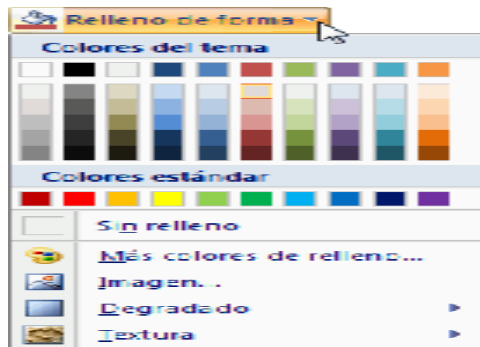 Relleno de forma
Colores del tema
Colores estándar
Sin relleno
Más colores de relleno...
Imagen...
Degradado
Textura